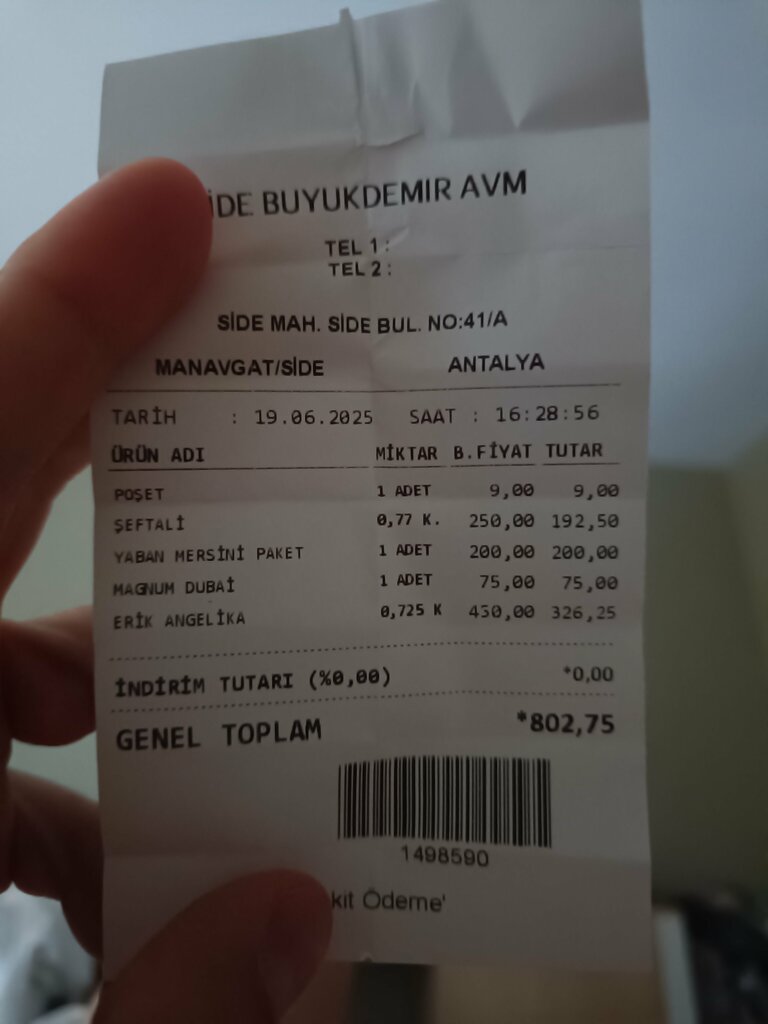 İDE BUYUKDEMIR AVM
TEL 1 :
TEL 2 :
SİDE MAH. SİDE BUL. NO:41/A
MANAVGAT/SİDE ANTALYA
TARİH : 19.06.2025 SAAT : 16:28:56
ÜRÜN ADI MİKTAR B.FİYAT TUTAR
POŞET 1 ADET 9,00 9,00
ŞEFTALİ 0,77 K. 250,00 192,50
YABAN MERSİNİ PAKET 1 ADET 200,00 200,00
MAGNUM DUBAİ 1 ADET 75,00 75,00
ERİK ANGELIKA 0,725 K 450,00 326,25
İNDİRİM TUTARI (%0,00) *0,00
GENEL TOPLAM *802,75
1498590
kit Ödeme'